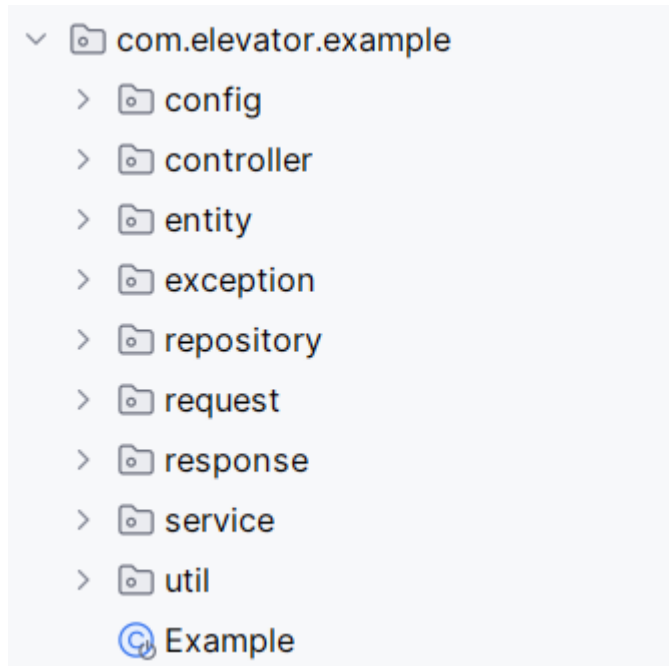 com.elevator.example
config
controller
entity
exception
repository
request
response
service
util
Example